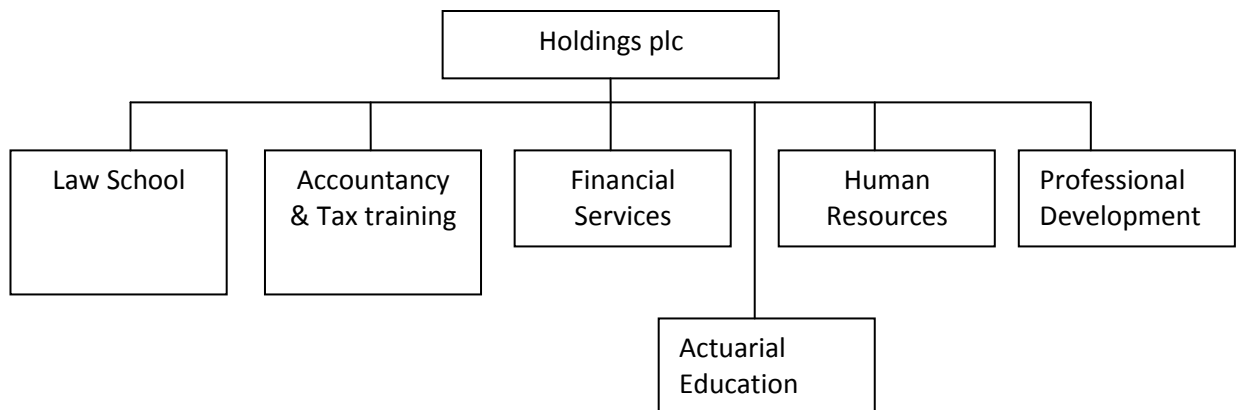 Holdings plc
Law School
Accountancy
& Tax training
Financial
Services
Human
Resources
Professional
Development
Actuarial
Education